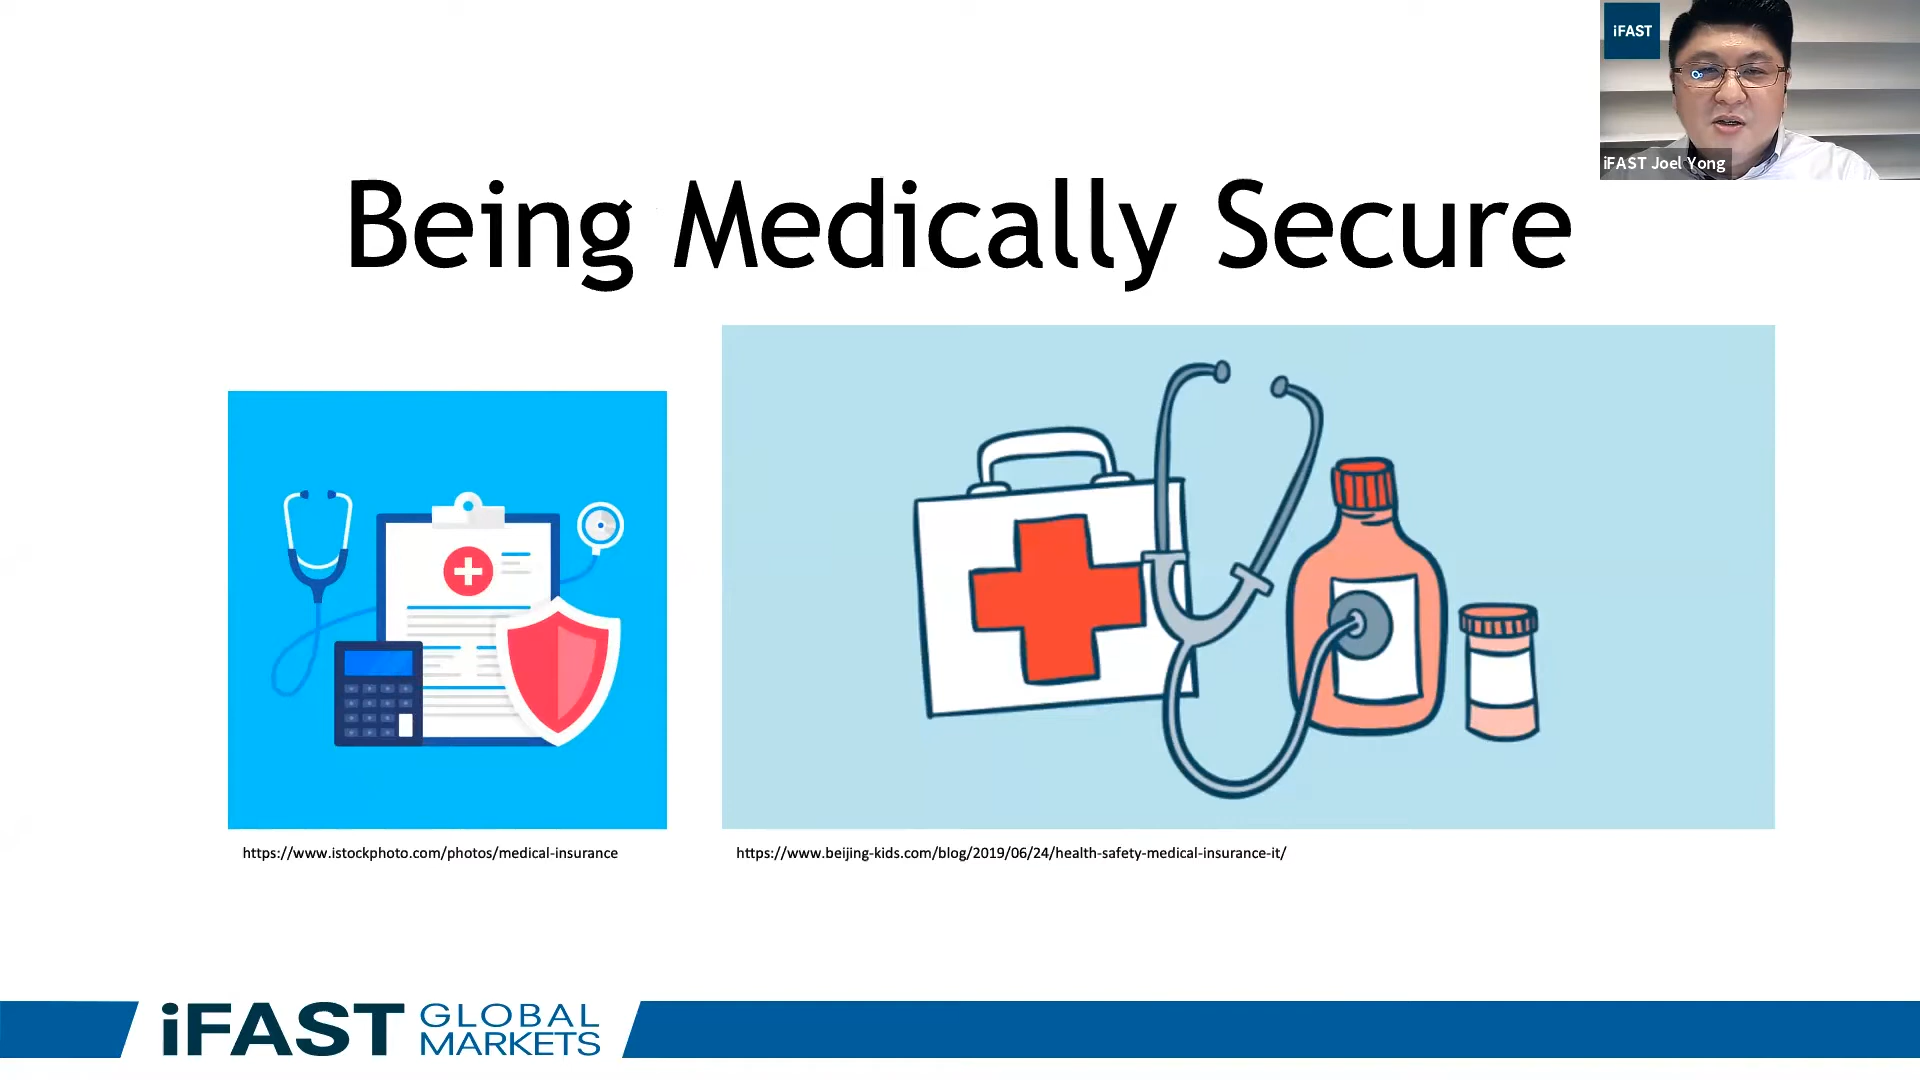 iFAST
iFAST Joel Yong
Being Medically Secure
https://www.istockphoto.com/photos/medical-insurance
https://www.beijing-kids.com/blog/2019/06/24/health-safety-medical-insurance-it/
iFAST GLOBAL
MARKETS